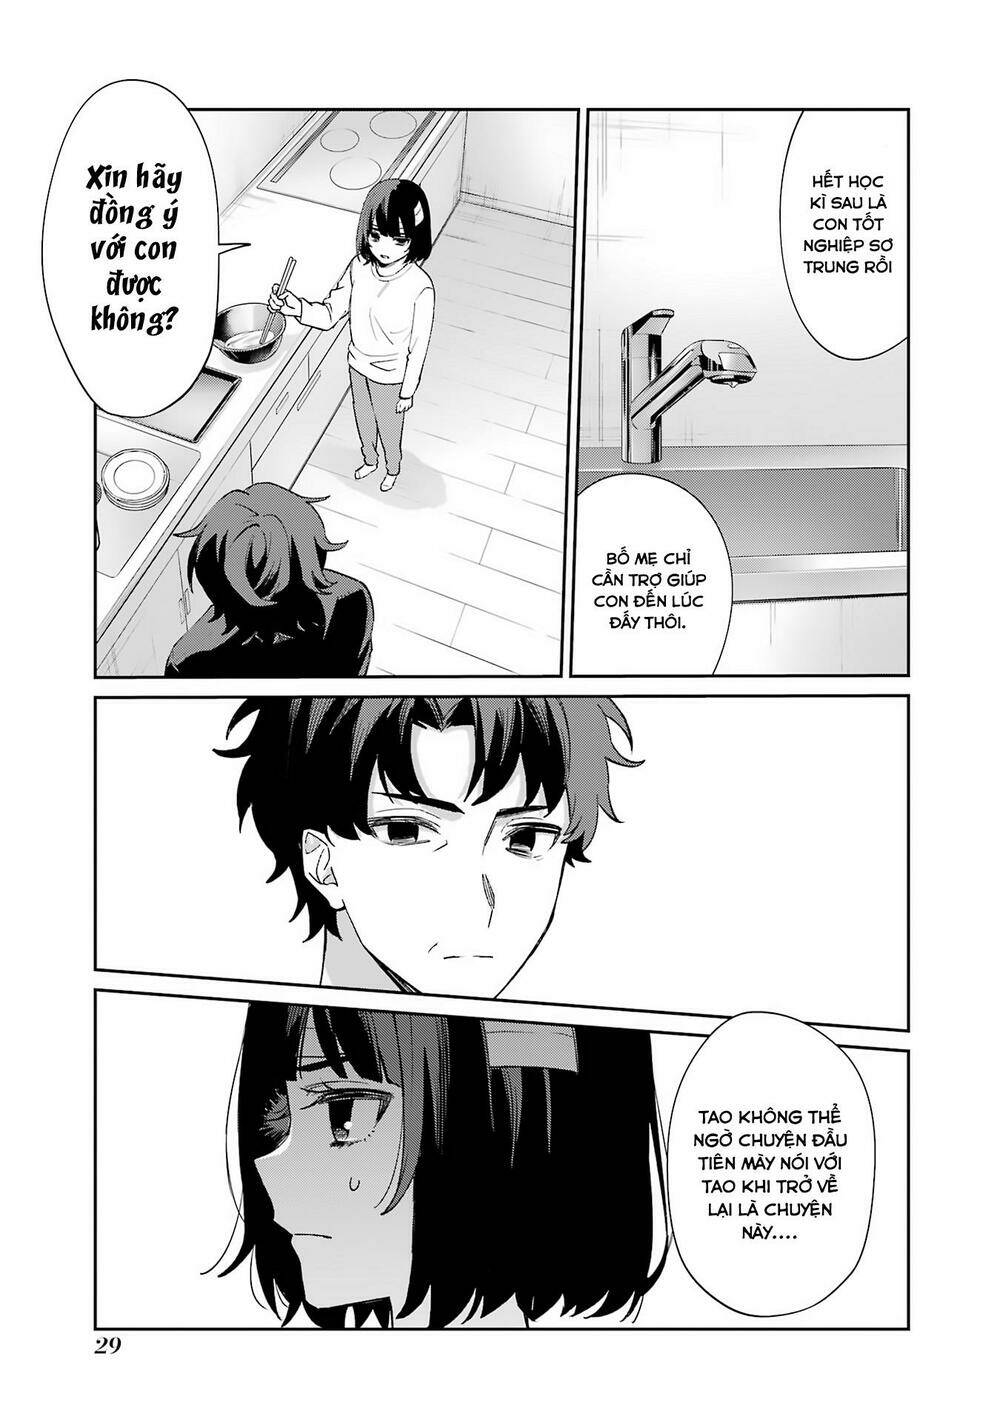 HẾT HỌC
KÌ SAU LÀ
CON TỐT
NGHIỆP SƠ
TRUNG RỒI
BỐ MẸ CHỈ
CẦN TRỢ GIÚP
CON ĐẾN LÚC
ĐẤY THÔI.
Xin hãy
đồng ý
với con
được
không?
TAO KHÔNG THỂ
NGỜ CHUYỆN ĐẦU
TIÊN MÀY NÓI VỚI
TAO KHI TRỞ VỀ
LẠI LÀ CHUYỆN
NÀY....
29